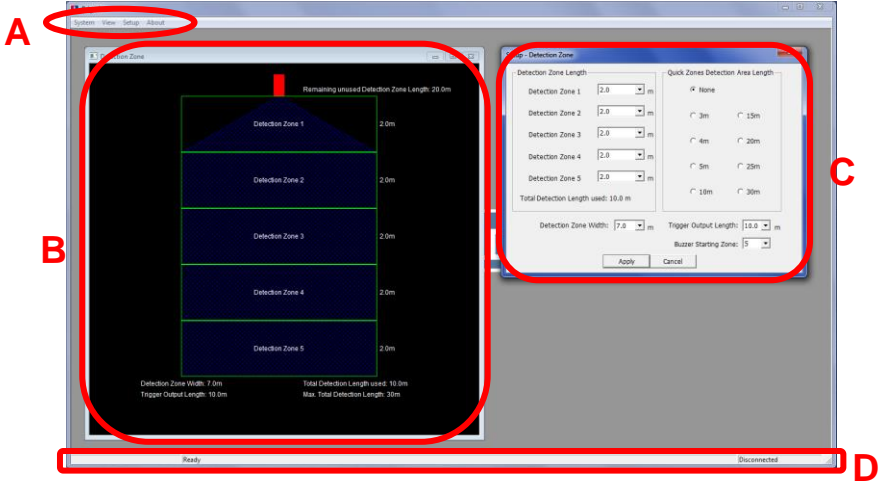 A
System View Setup About
Detection Zone
Remaining unused Detection Zone Length: 20.0m
Detection Zone 1 2.0m
Detection Zone 2 2.0m
Detection Zone 3 2.0m
Detection Zone 4 2.0m
Detection Zone 5 2.0m
Detection Zone Width: 7.0m Total Detection Length used: 10.0m
Trigger Output Length: 10.0m Max. Total Detection Length: 30m
B
Setup - Detection Zone
Detection Zone Length Quick Zones Detection Area Length
Detection Zone 1 2.0 m
Detection Zone 2 2.0 m
Detection Zone 3 2.0 m
Detection Zone 4 2.0 m
Detection Zone 5 2.0 m
Total Detection Length used: 10.0 m
None
3m 15m
4m 20m
5m 25m
10m 30m
Detection Zone Width: 7.0 m Trigger Output Length: 10.0 m
Buzzer Starting Zone: 5
Apply Cancel
C
Ready Disconnected
D